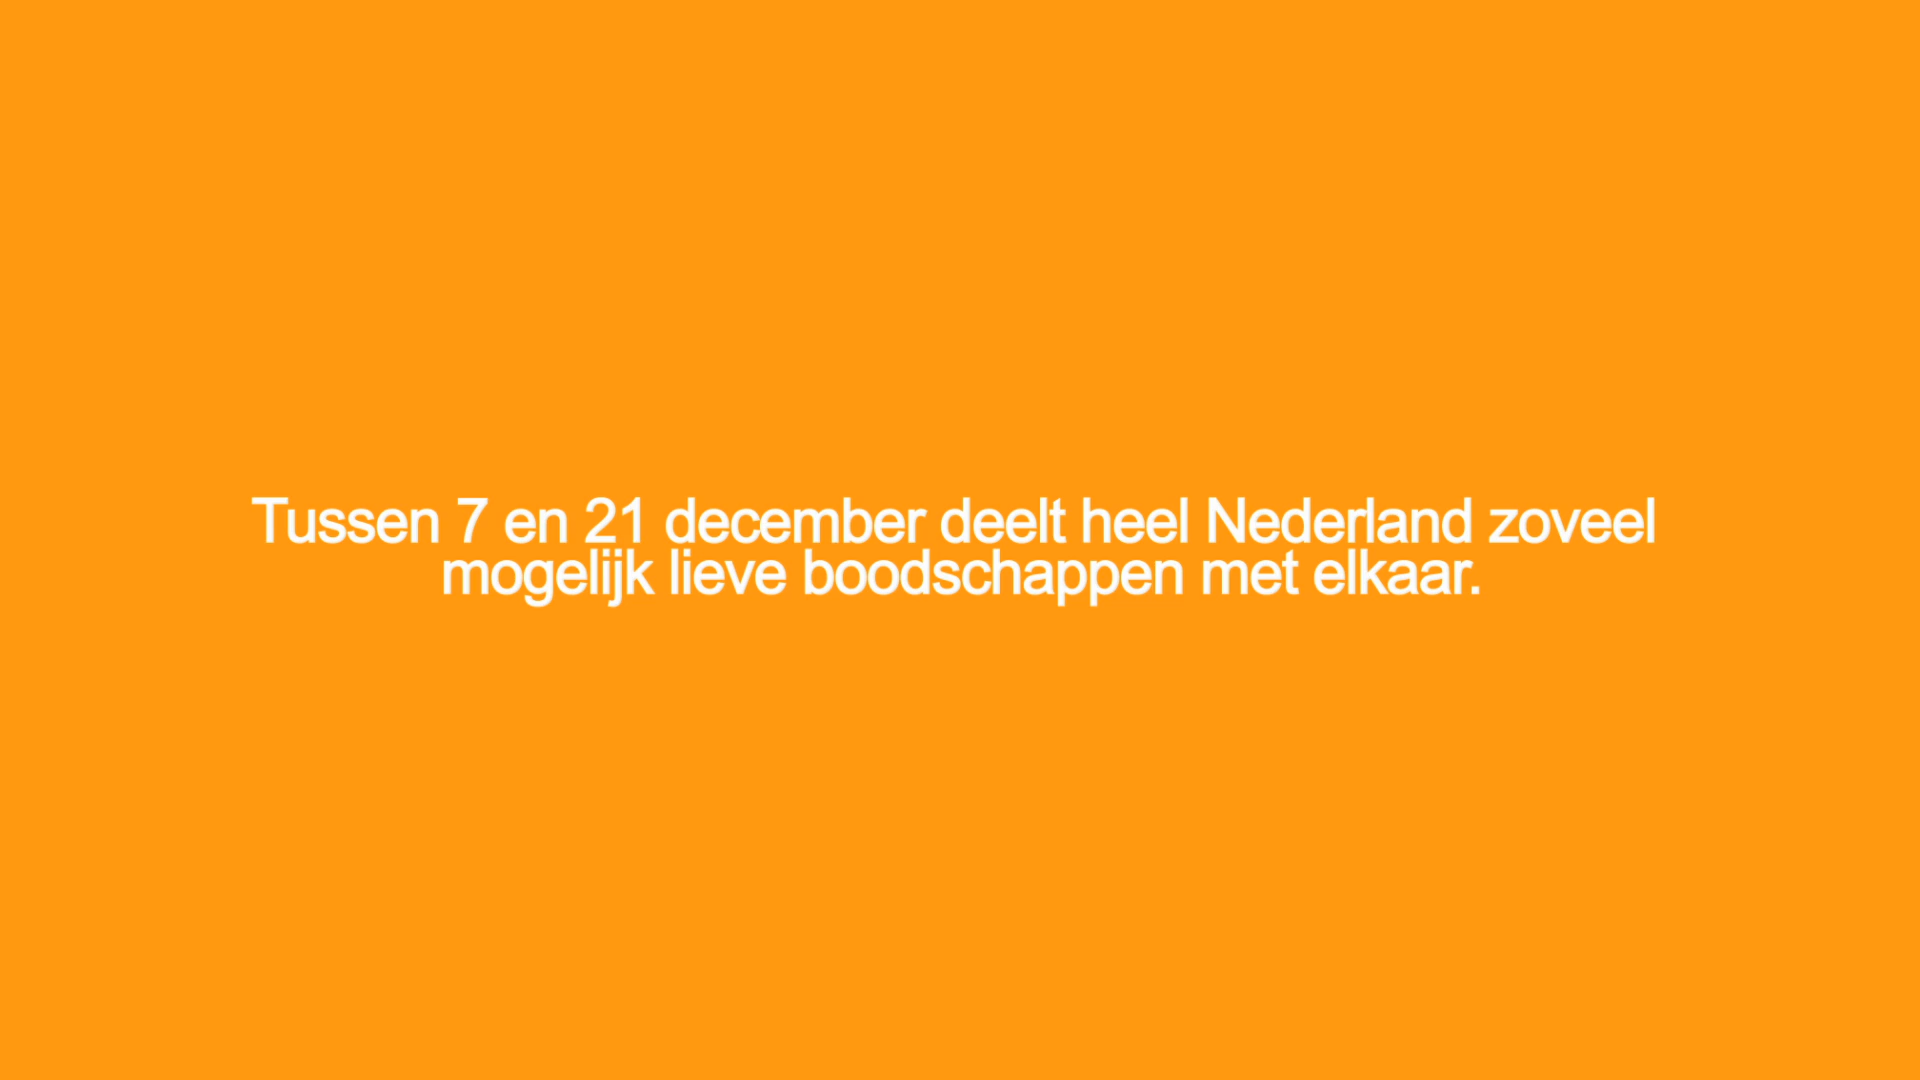 Tussen 7 en 21 december deelt heel Nederland zoveel
mogelijk lieve boodschappen met elkaar.